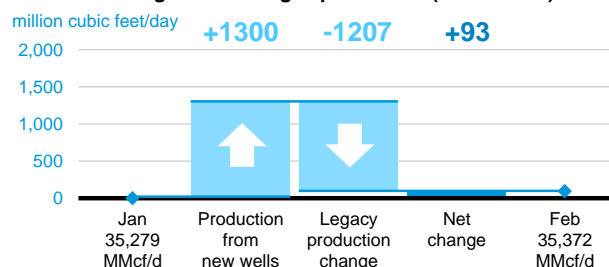 million cubic feet/day
+1300 -1207 +93
2,000
1,500
1,000
500
0
Jan
35,279
MMcf/d
Production
from
new wells
Legacy
production
change
Net
change
Feb
35,372
MMcf/d